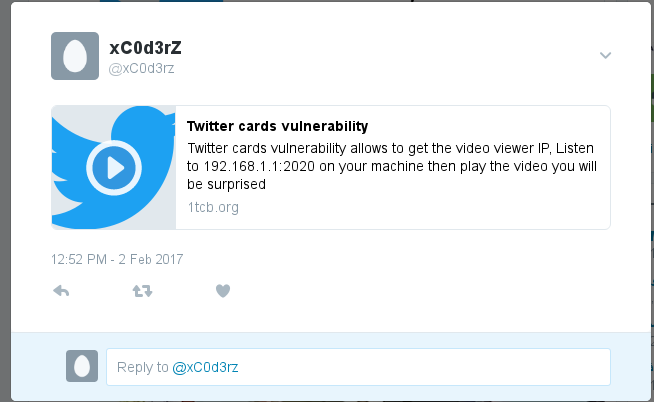 xC0d3rZ
@xC0d3rz
Twitter cards vulnerability
Twitter cards vulnerability allows to get the video viewer IP, Listen
to 192.168.1.1:2020 on your machine then play the video you will
be surprised
1tcb.org
12:52 PM - 2 Feb 2017
Reply to @xC0d3rz